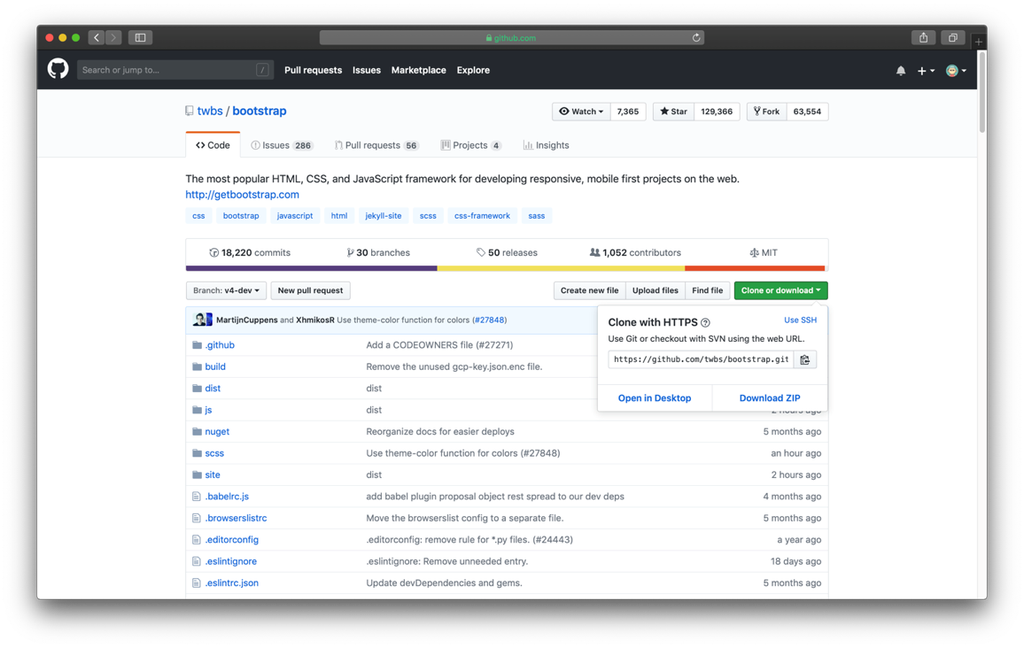 github.com
Search or jump to... / Pull requests Issues Marketplace Explore
twbs / bootstrap Watch 7,365 Star 129,366 Fork 63,554
Code Issues 286 Pull requests 56 Projects 4 Insights
The most popular HTML, CSS, and JavaScript framework for developing responsive, mobile first projects on the web.
http://getbootstrap.com
css bootstrap javascript html jekyll-site scss css-framework sass
18,220 commits 30 branches 50 releases 1,052 contributors MIT
Branch: v4-dev New pull request Create new file Upload files Find file Clone or download
MartijnCuppens and XhmikosR Use theme-color function for colors (#27848)
Clone with HTTPS ? Use SSH
Use Git or checkout with SVN using the web URL.
https://github.com/twbs/bootstrap.git
Open in Desktop Download ZIP
.github Add a CODEOWNERS file (#27271)
build Remove the unused gcp-key.json.enc file.
dist dist
js dist 2 hours ago
nuget Reorganize docs for easier deploys 5 months ago
scss Use theme-color function for colors (#27848) an hour ago
site dist 2 hours ago
.babelrc.js add babel plugin proposal object rest spread to our dev deps 4 months ago
.browserslistrc Move the browserslist config to a separate file. 5 months ago
.editorconfig .editorconfig: remove rule for *.py files. (#24443) a year ago
.eslintignore .eslintignore: Remove unneeded entry. 18 days ago
.eslintrc.json Update devDependencies and gems. 5 months ago